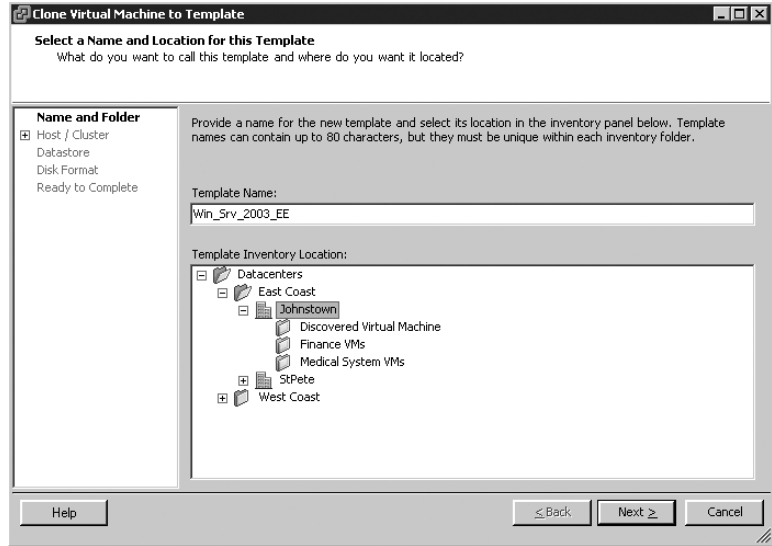 Clone Virtual Machine to Template
Select a Name and Location for this Template
What do you want to call this template and where do you want it located?
Name and Folder
Host / Cluster
Datastore
Disk Format
Ready to Complete
Provide a name for the new template and select its location in the inventory panel below. Template
names can contain up to 80 characters, but they must be unique within each inventory folder.
Template Name:
Win_Srv_2003_EE
Template Inventory Location:
Datacenters
East Coast
Johnstown
Discovered Virtual Machine
Finance VMs
Medical System VMs
StPete
West Coast
Help
< Back
Next >
Cancel